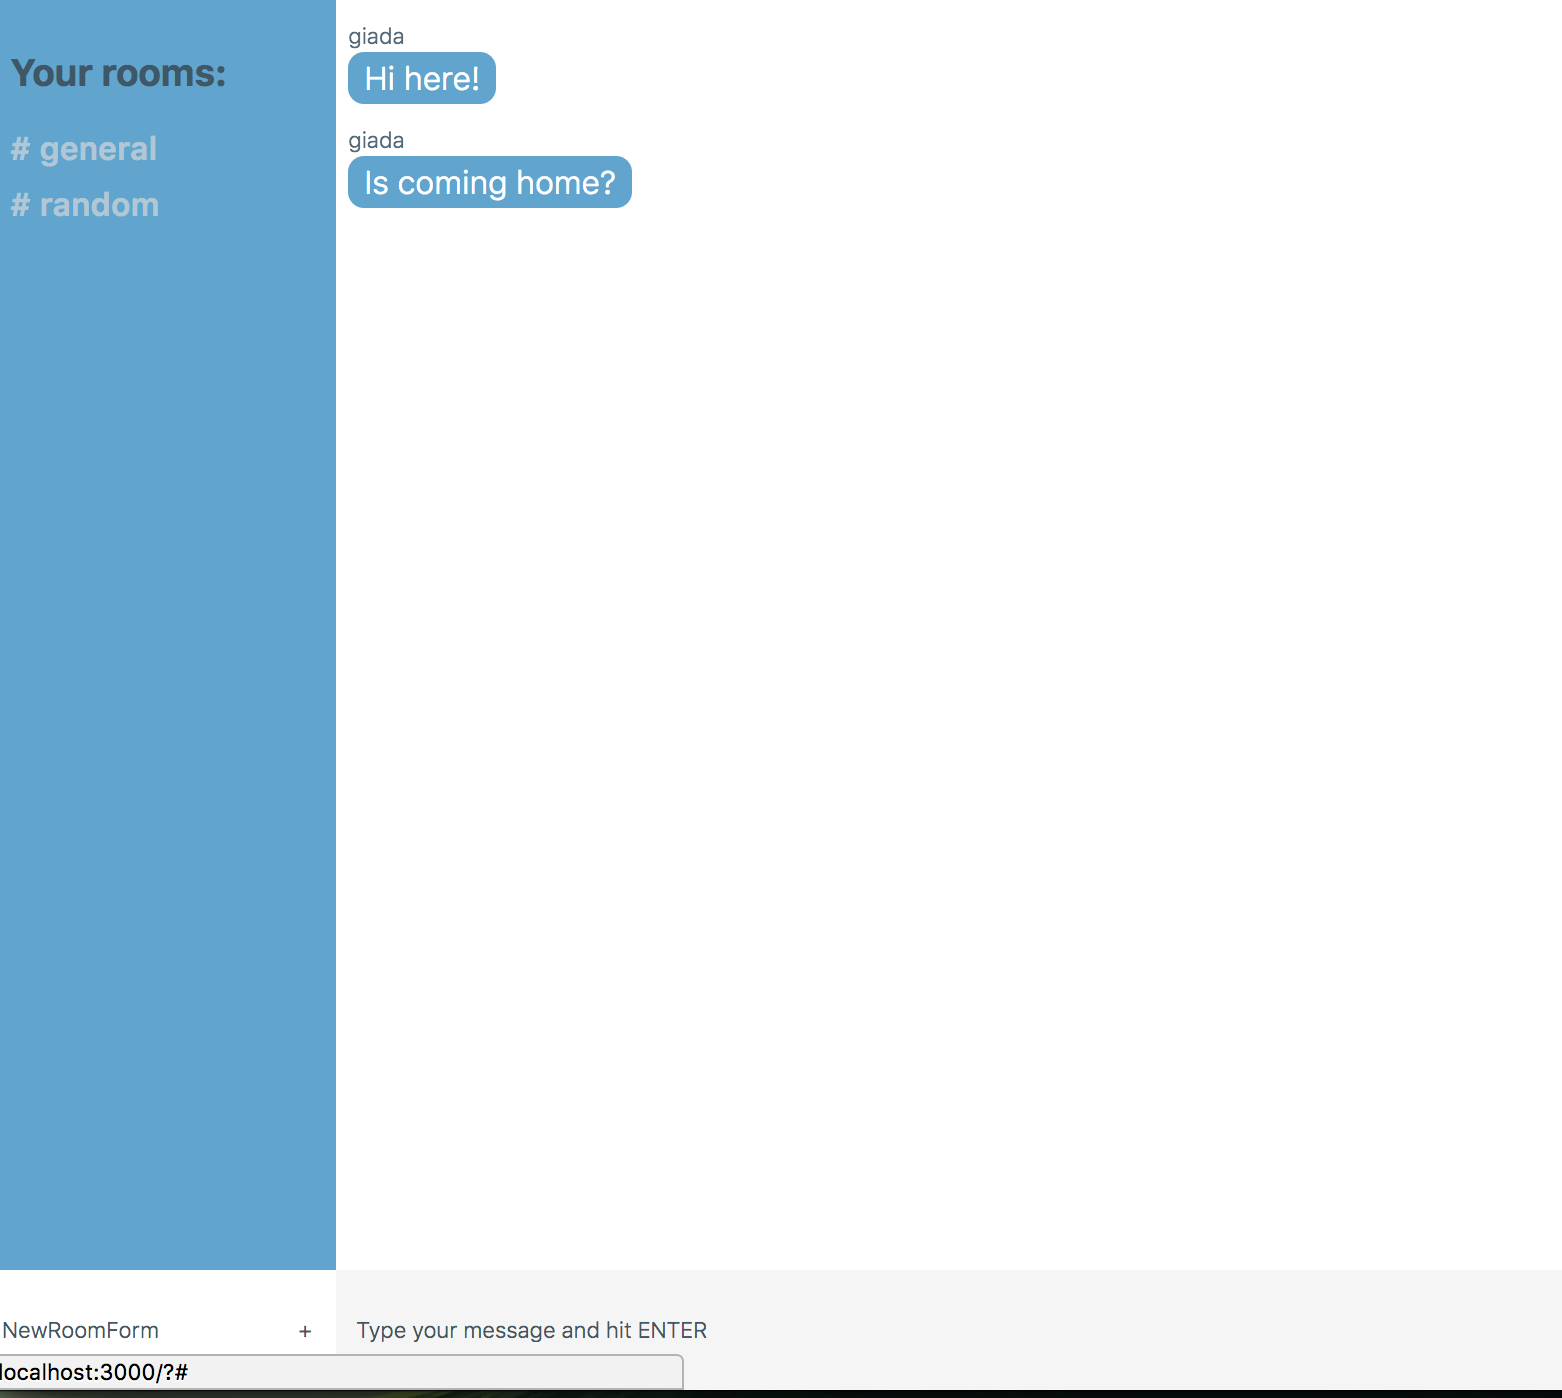 Your rooms:
# general
# random
giada
Hi here!
giada
Is coming home?
NewRoomForm +
Type your message and hit ENTER
localhost:3000/?#